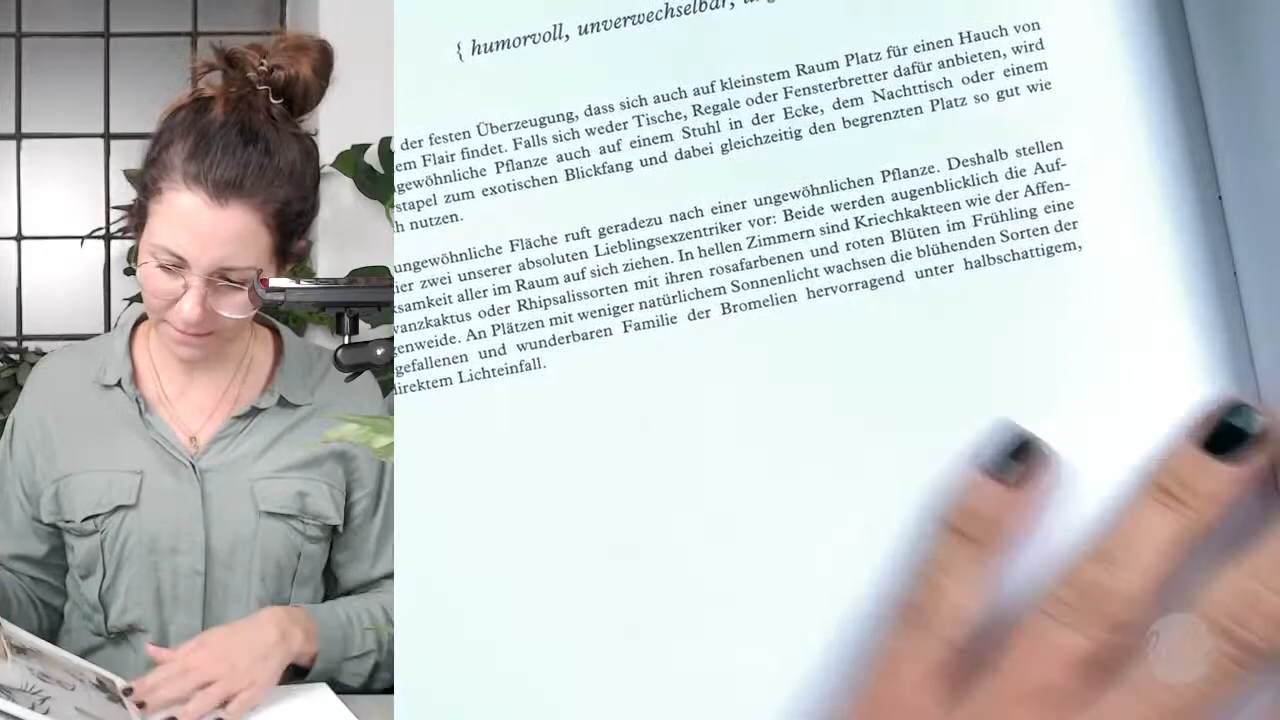 { humorvoll, unverwechselbar,
der festen Überzeugung, dass sich auch auf kleinstem Raum Platz für einen Hauch von
em Flair findet. Falls sich weder Tische, Regale oder Fensterbretter dafür anbieten, wird
gewöhnliche Pflanze auch auf einem Stuhl in der Ecke, dem Nachttisch oder einem
stapel zum exotischen Blickfang und dabei gleichzeitig den begrenzten Platz so gut wie
h nutzen.
ungewöhnliche Fläche ruft geradezu nach einer ungewöhnlichen Pflanze. Deshalb stellen
ier zwei unserer absoluten Lieblingsexzentriker vor: Beide werden augenblicklich die Auf-
ksamkeit aller im Raum auf sich ziehen. In hellen Zimmern sind Kriechkakteen wie der Affen-
wanzkaktus oder Rhipsalissorten mit ihren rosafarbenen und roten Blüten im Frühling eine
genweide. An Plätzen mit weniger natürlichem Sonnenlicht wachsen die blühenden Sorten der
gefallenen und wunderbaren Familie der Bromelien hervorragend unter halbschattigem,
direktem Lichteinfall.